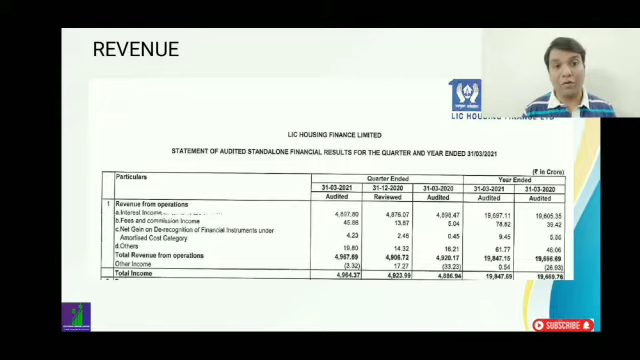 REVENUE
LIC HOUSING FINANCE LTD
LIC HOUSING FINANCE LIMITED
STATEMENT OF AUDITED STANDALONE FINANCIAL RESULTS FOR THE QUARTER AND YEAR ENDED 31/03/2021
(₹ in Crore)
Particulars Quarter Ended Year Ended
31-03-2021 31-12-2020 31-03-2020 31-03-2021 31-03-2020
Audited Reviewed Audited Audited Audited
1 Revenue from operations
a.Interest Income 4,897.80 4,876.07 4,898.47 19,697.11 19,605.35
b.Fees and commission Income 45.86 13.87 5.04 78.82 39.42
c.Net Gain on De-recognition of Financial Instruments under
Amortised Cost Category 4.23 2.46 0.45 9.45 5.86
d.Others 19.80 14.32 16.21 61.77 46.06
Total Revenue from operations 4,967.69 4,906.72 4,920.17 19,847.15 19,696.69
Other Income (3.32) 17.27 (33.23) 0.54 (26.93)
Total Income 4,964.37 4,923.99 4,886.94 19,847.69 19,669.76
SUBSCRIBE